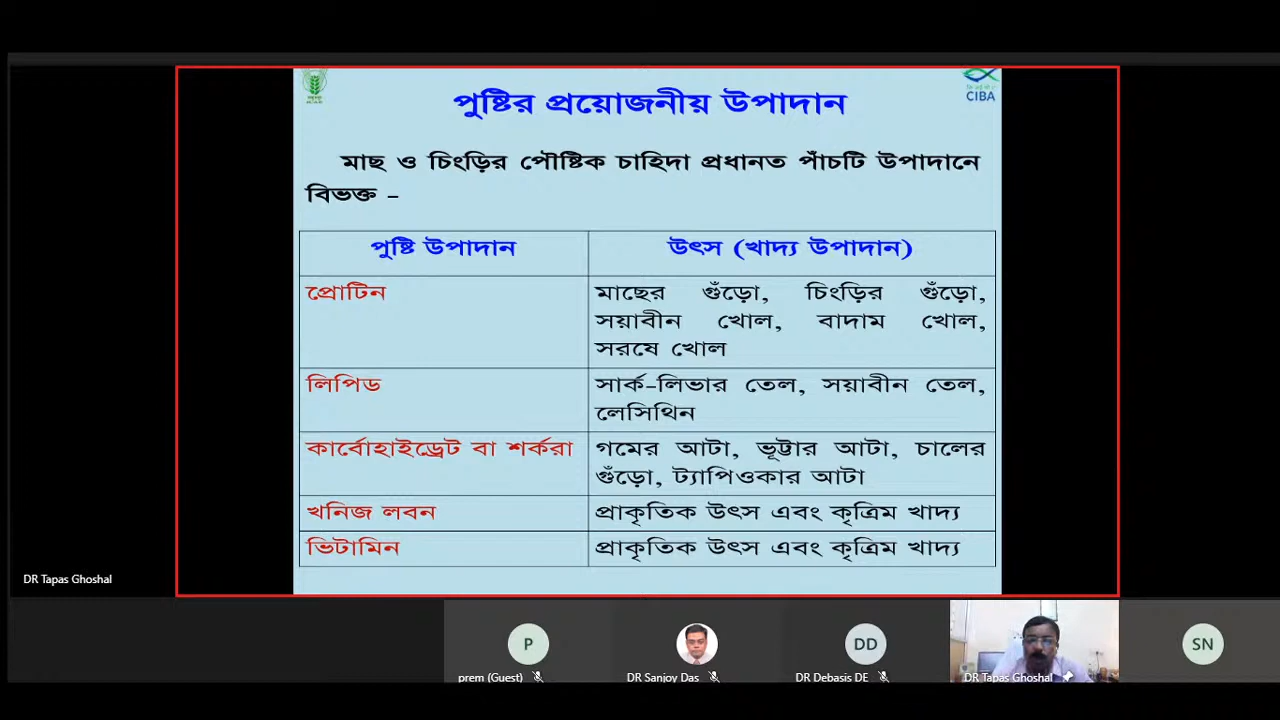 CIBA
পুষ্টির প্রয়োজনীয় উপাদান
মাছ ও চিংড়ির পৌষ্টিক চাহিদা প্রধানত পাঁচটি উপাদানে
বিভক্ত –
পুষ্টি উপাদান
উৎস (খাদ্য উপাদান)
প্রোটিন
মাছের গুঁড়ো, চিংড়ির গুঁড়ো,
সয়াবীন খোল, বাদাম খোল,
সরষে খোল
লিপিড
সার্ক-লিভার তেল, সয়াবীন তেল,
লেসিথিন
কার্বোহাইড্রেট বা শর্করা
গমের আটা, ভূট্টার আটা, চালের
গুঁড়ো, ট্যাপিওকার আটা
খনিজ লবন
প্রাকৃতিক উৎস এবং কৃত্রিম খাদ্য
ভিটামিন
প্রাকৃতিক উৎস এবং কৃত্রিম খাদ্য
DR Tapas Ghoshal
P
DD
SN
prem (Guest)
DR Sanjoy Das
DR Debasis DE
DR Tapas Ghoshal